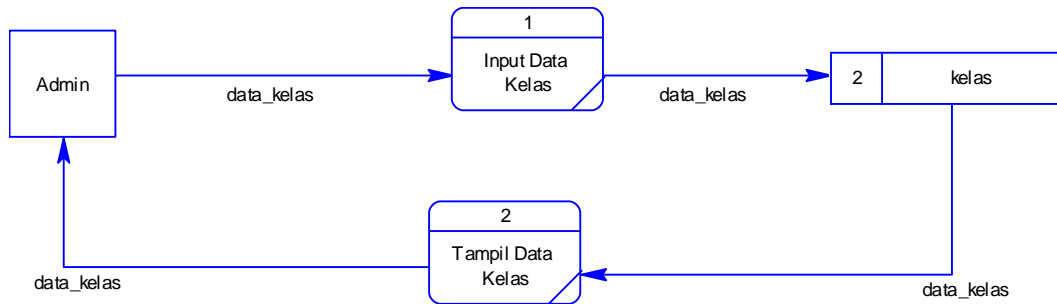 1
Input Data
Kelas
Admin
data_kelas
data_kelas
2
kelas
2
Tampil Data
Kelas
data_kelas
data_kelas